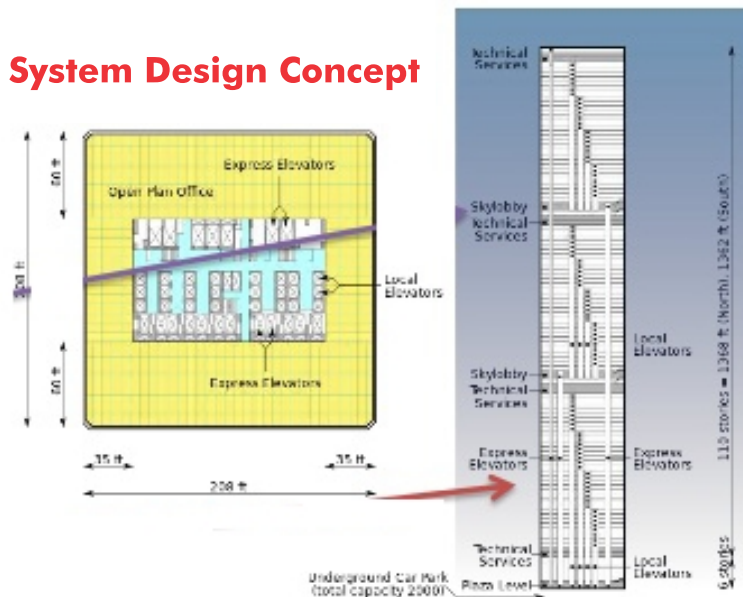 System Design Concept
Express Elevators
Open Plan Office
60 ft
208 ft
Local
Elevators
Express Elevators
60 ft
35 ft
35 ft
208 ft
Technical
Services
Skylobby
Technical
Services
Local
Elevators
Skylobby
Technical
Services
Express
Elevators
Express
Elevators
Technical
Services
Local
Elevators
Plaza Level
Underground Car Park
(total capacity 2000)
110 stories = 1368 ft (North), 1362 ft (South)
6 stories